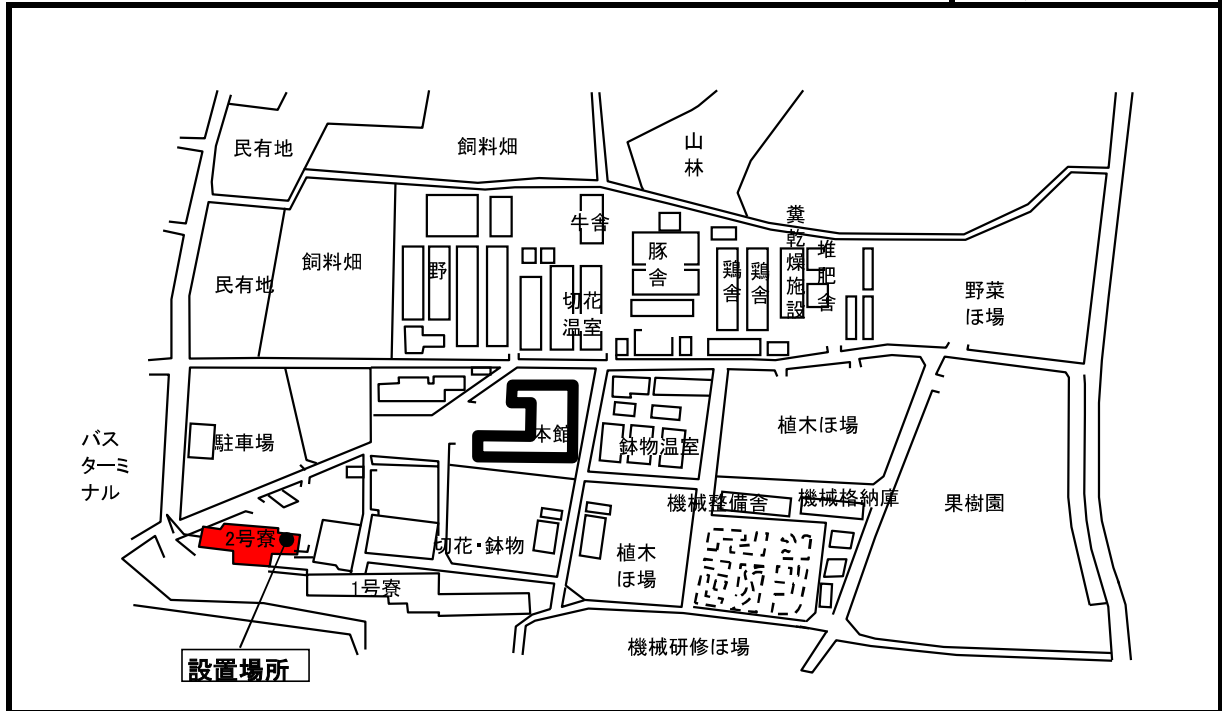 民有地
飼料畑
山
林
牛舎
豚
舎
鶏
舎
鶏
舎
糞
乾
燥
施
設
堆
肥
舎
民有地
飼料畑
野
切花
温室
野菜
ほ場
バス
ターミ
ナル
駐車場
本館
鉢物温室
植木ほ場
機械整備舎
機械格納庫
果樹園
2号寮
切花・鉢物
植木
ほ場
1号寮
機械研修ほ場
設置場所